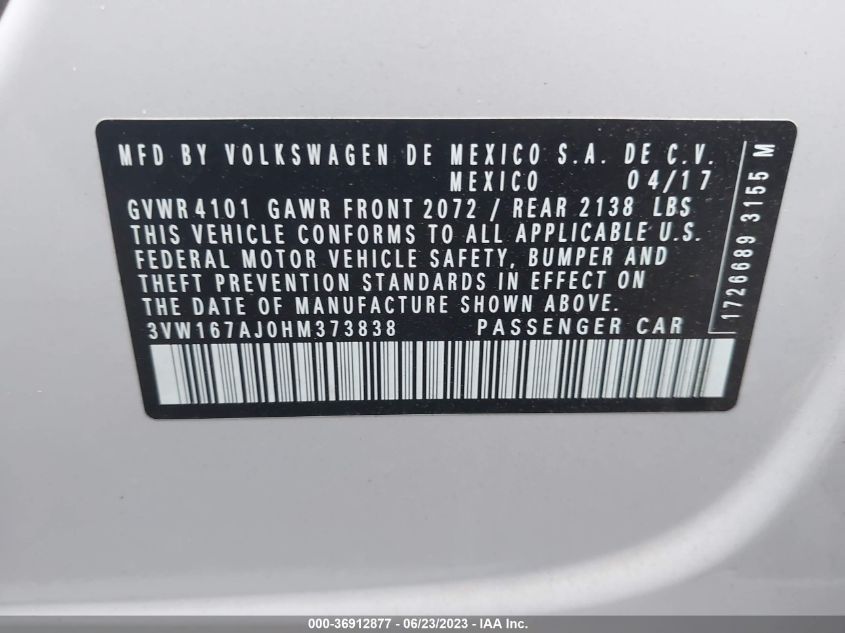 MFD BY VOLKSWAGEN DE MEXICO S.A. DE C.V.
MEXICO 04/17
GVWR 4101 GAWR FRONT 2072 / REAR 2138 LBS
THIS VEHICLE CONFORMS TO ALL APPLICABLE U.S.
FEDERAL MOTOR VEHICLE SAFETY, BUMPER AND
THEFT PREVENTION STANDARDS IN EFFECT ON
THE DATE OF MANUFACTURE SHOWN ABOVE.
3VW167AJ0HM373838 PASSENGER CAR
1726689 3155 M
000-36912877 - 06/23/2023 - IAA Inc.